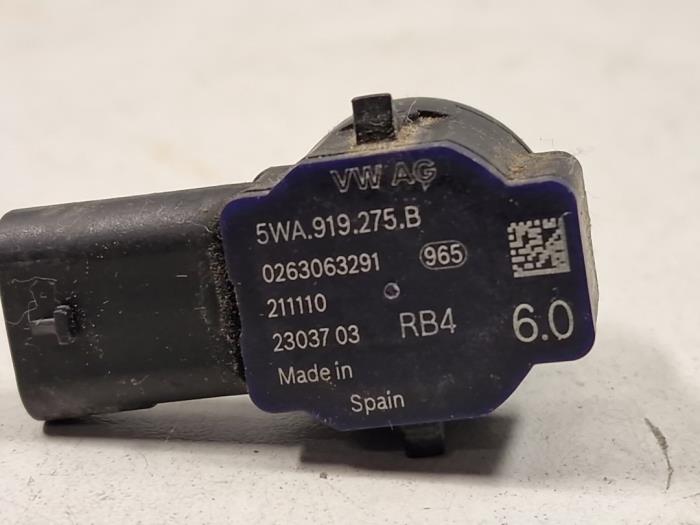 VW AG
5WA.919.275.B
0263063291 965
211110
23037 03 RB4 6.0
Made in
Spain